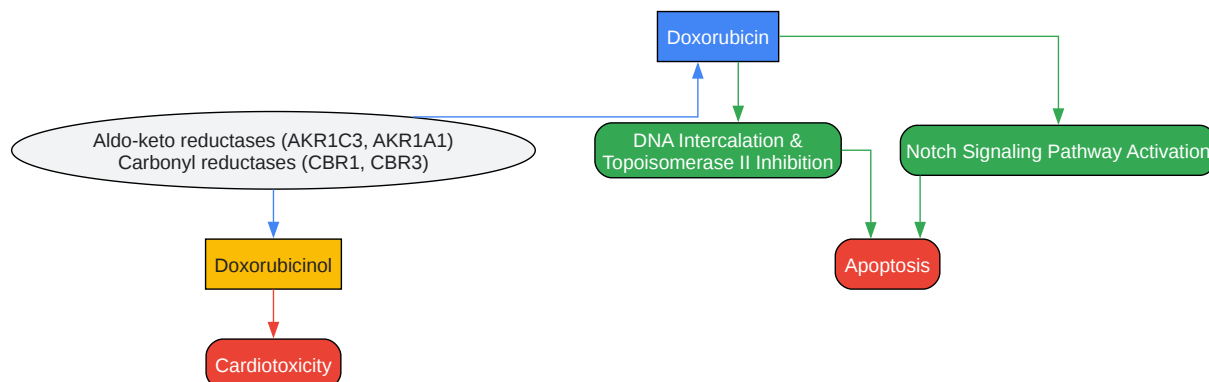 Doxorubicin
Aldo-keto reductases (AKR1C3, AKR1A1)
Carbonyl reductases (CBR1, CBR3)
DNA Intercalation &
Topoisomerase II Inhibition
Notch Signaling Pathway Activation
Doxorubicinol
Apoptosis
Cardiotoxicity